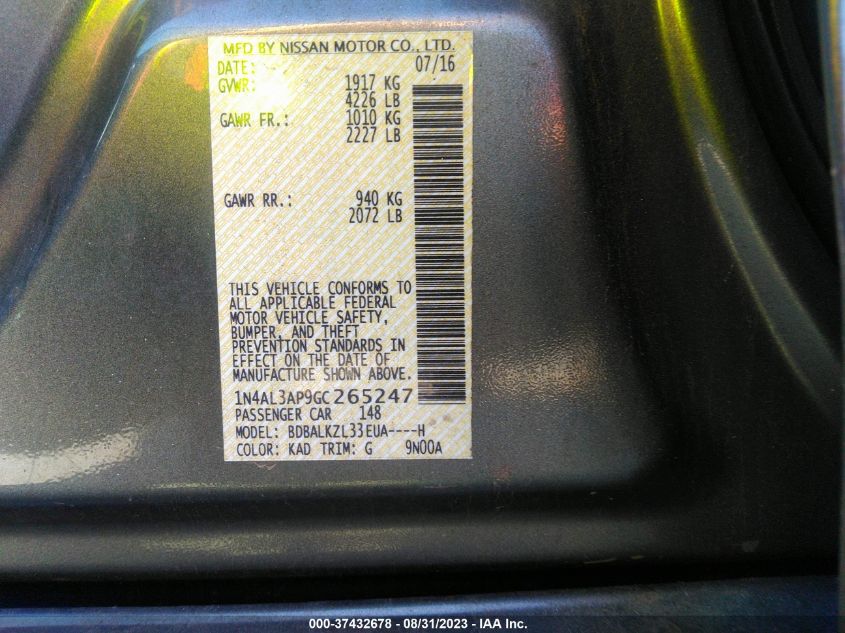 MFD BY NISSAN MOTOR CO., LTD.
DATE: 07/16
GVWR: 1917 KG
4226 LB
GAWR FR.: 1010 KG
2227 LB
GAWR RR.: 940 KG
2072 LB
THIS VEHICLE CONFORMS TO
ALL APPLICABLE FEDERAL
MOTOR VEHICLE SAFETY,
BUMPER, AND THEFT
PREVENTION STANDARDS IN
EFFECT ON THE DATE OF
MANUFACTURE SHOWN ABOVE.
1N4AL3AP9GC265247
PASSENGER CAR 148
MODEL: BDBALKZL33EUA----H
COLOR: KAD TRIM: G 9N00A
000-37432678 - 08/31/2023 - IAA Inc.